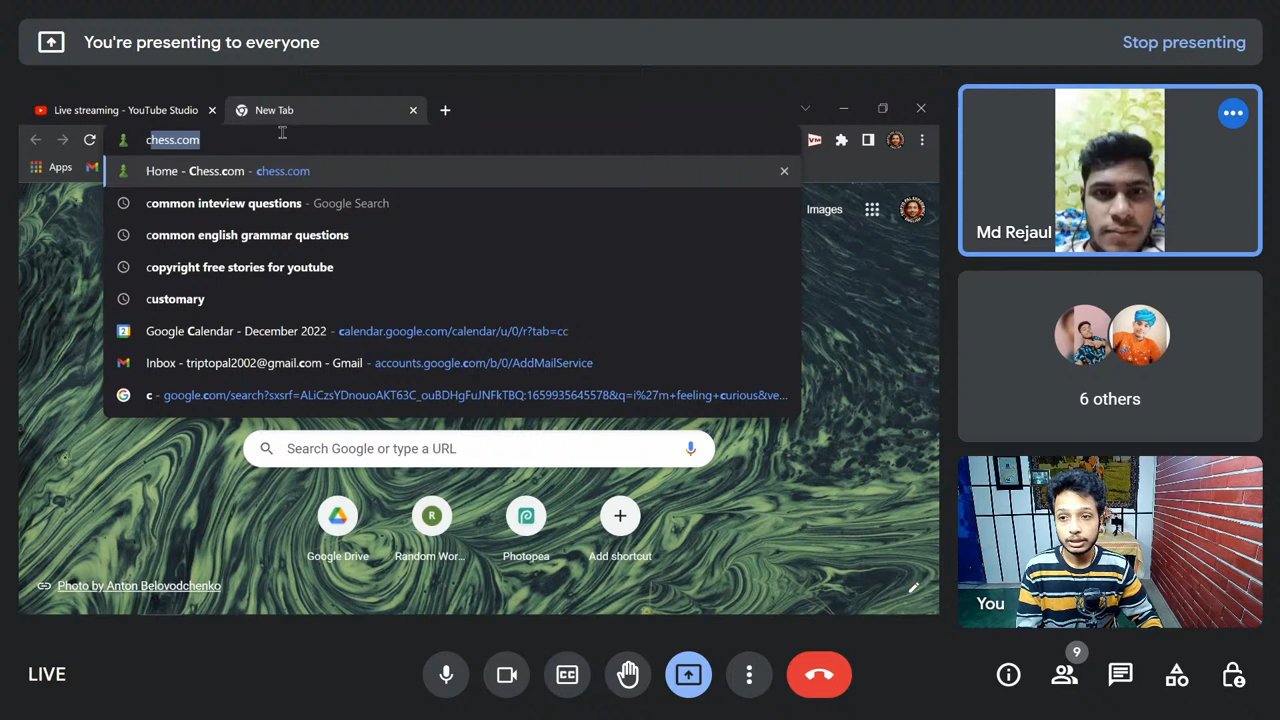 You're presenting to everyone
Stop presenting
Live streaming - YouTube Studio
New Tab
chess.com
Apps
Home - Chess.com - chess.com
common inteview questions - Google Search
common english grammar questions
copyright free stories for youtube
customary
Google Calendar - December 2022 - calendar.google.com/calendar/u/0/r?tab=cc
Inbox - triptopal2002@gmail.com - Gmail - accounts.google.com/b/0/AddMailService
c - google.com/search?sxsrf=ALiCzsYDnouoAKT63C_ouBDHgFuJNFkTBQ:1659935645578&q=i%27m+feeling+curious&ve...
Images
Search Google or type a URL
Google Drive
Random Wor...
Photopea
Add shortcut
Photo by Anton Belovodchenko
Md Rejaul
6 others
You
LIVE
9